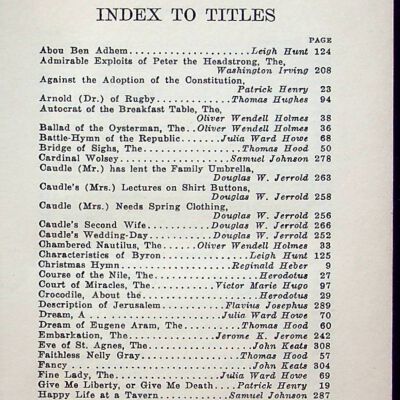 INDEX TO TITLES
PAGE
Abou Ben Adhem....................Leigh Hunt 124
Admirable Exploits of Peter the Headstrong, The,
Washington Irving 208
Against the Adoption of the Constitution,
Patrick Henry 23
Arnold (Dr.) of Rugby.............Thomas Hughes 94
Autocrat of the Breakfast Table, The,
Oliver Wendell Holmes 38
Ballad of the Oysterman, The..Oliver Wendell Holmes 36
Battle-Hymn of the Republic.......Julia Ward Howe 68
Bridge of Sighs, The..............Thomas Hood 50
Cardinal Wolsey...................Samuel Johnson 278
Caudle (Mr.) has lent the Family Umbrella,
Douglas W. Jerrold 263
Caudle's (Mrs.) Lectures on Shirt Buttons,
Douglas W. Jerrold 258
Caudle (Mrs.) Needs Spring Clothing,
Douglas W. Jerrold 256
Caudle's Second Wife..............Douglas W. Jerrold 266
Caudle's Wedding-Day..............Douglas W. Jerrold 252
Chambered Nautilus, The......Oliver Wendell Holmes 33
Characteristics of Byron..........Leigh Hunt 125
Christmas Hymn....................Reginald Heber 9
Course of the Nile, The...........Herodotus 27
Court of Miracles, The............Victor Marie Hugo 97
Crocodile, About the..............Herodotus 29
Description of Jerusalem..........Flavius Josephus 289
Dream, A..........................Julia Ward Howe 70
Dream of Eugene Aram, The.........Thomas Hood 60
Embarkation, The..................Jerome K. Jerome 242
Eve of St. Agnes, The.............John Keats 308
Faithless Nelly Gray..............Thomas Hood 57
Fancy.............................John Keats 304
Fine Lady, The....................Julia Ward Howe 69
Give Me Liberty, or Give Me Death.....Patrick Henry 19
Happy Life at a Tavern............Samuel Johnson 287